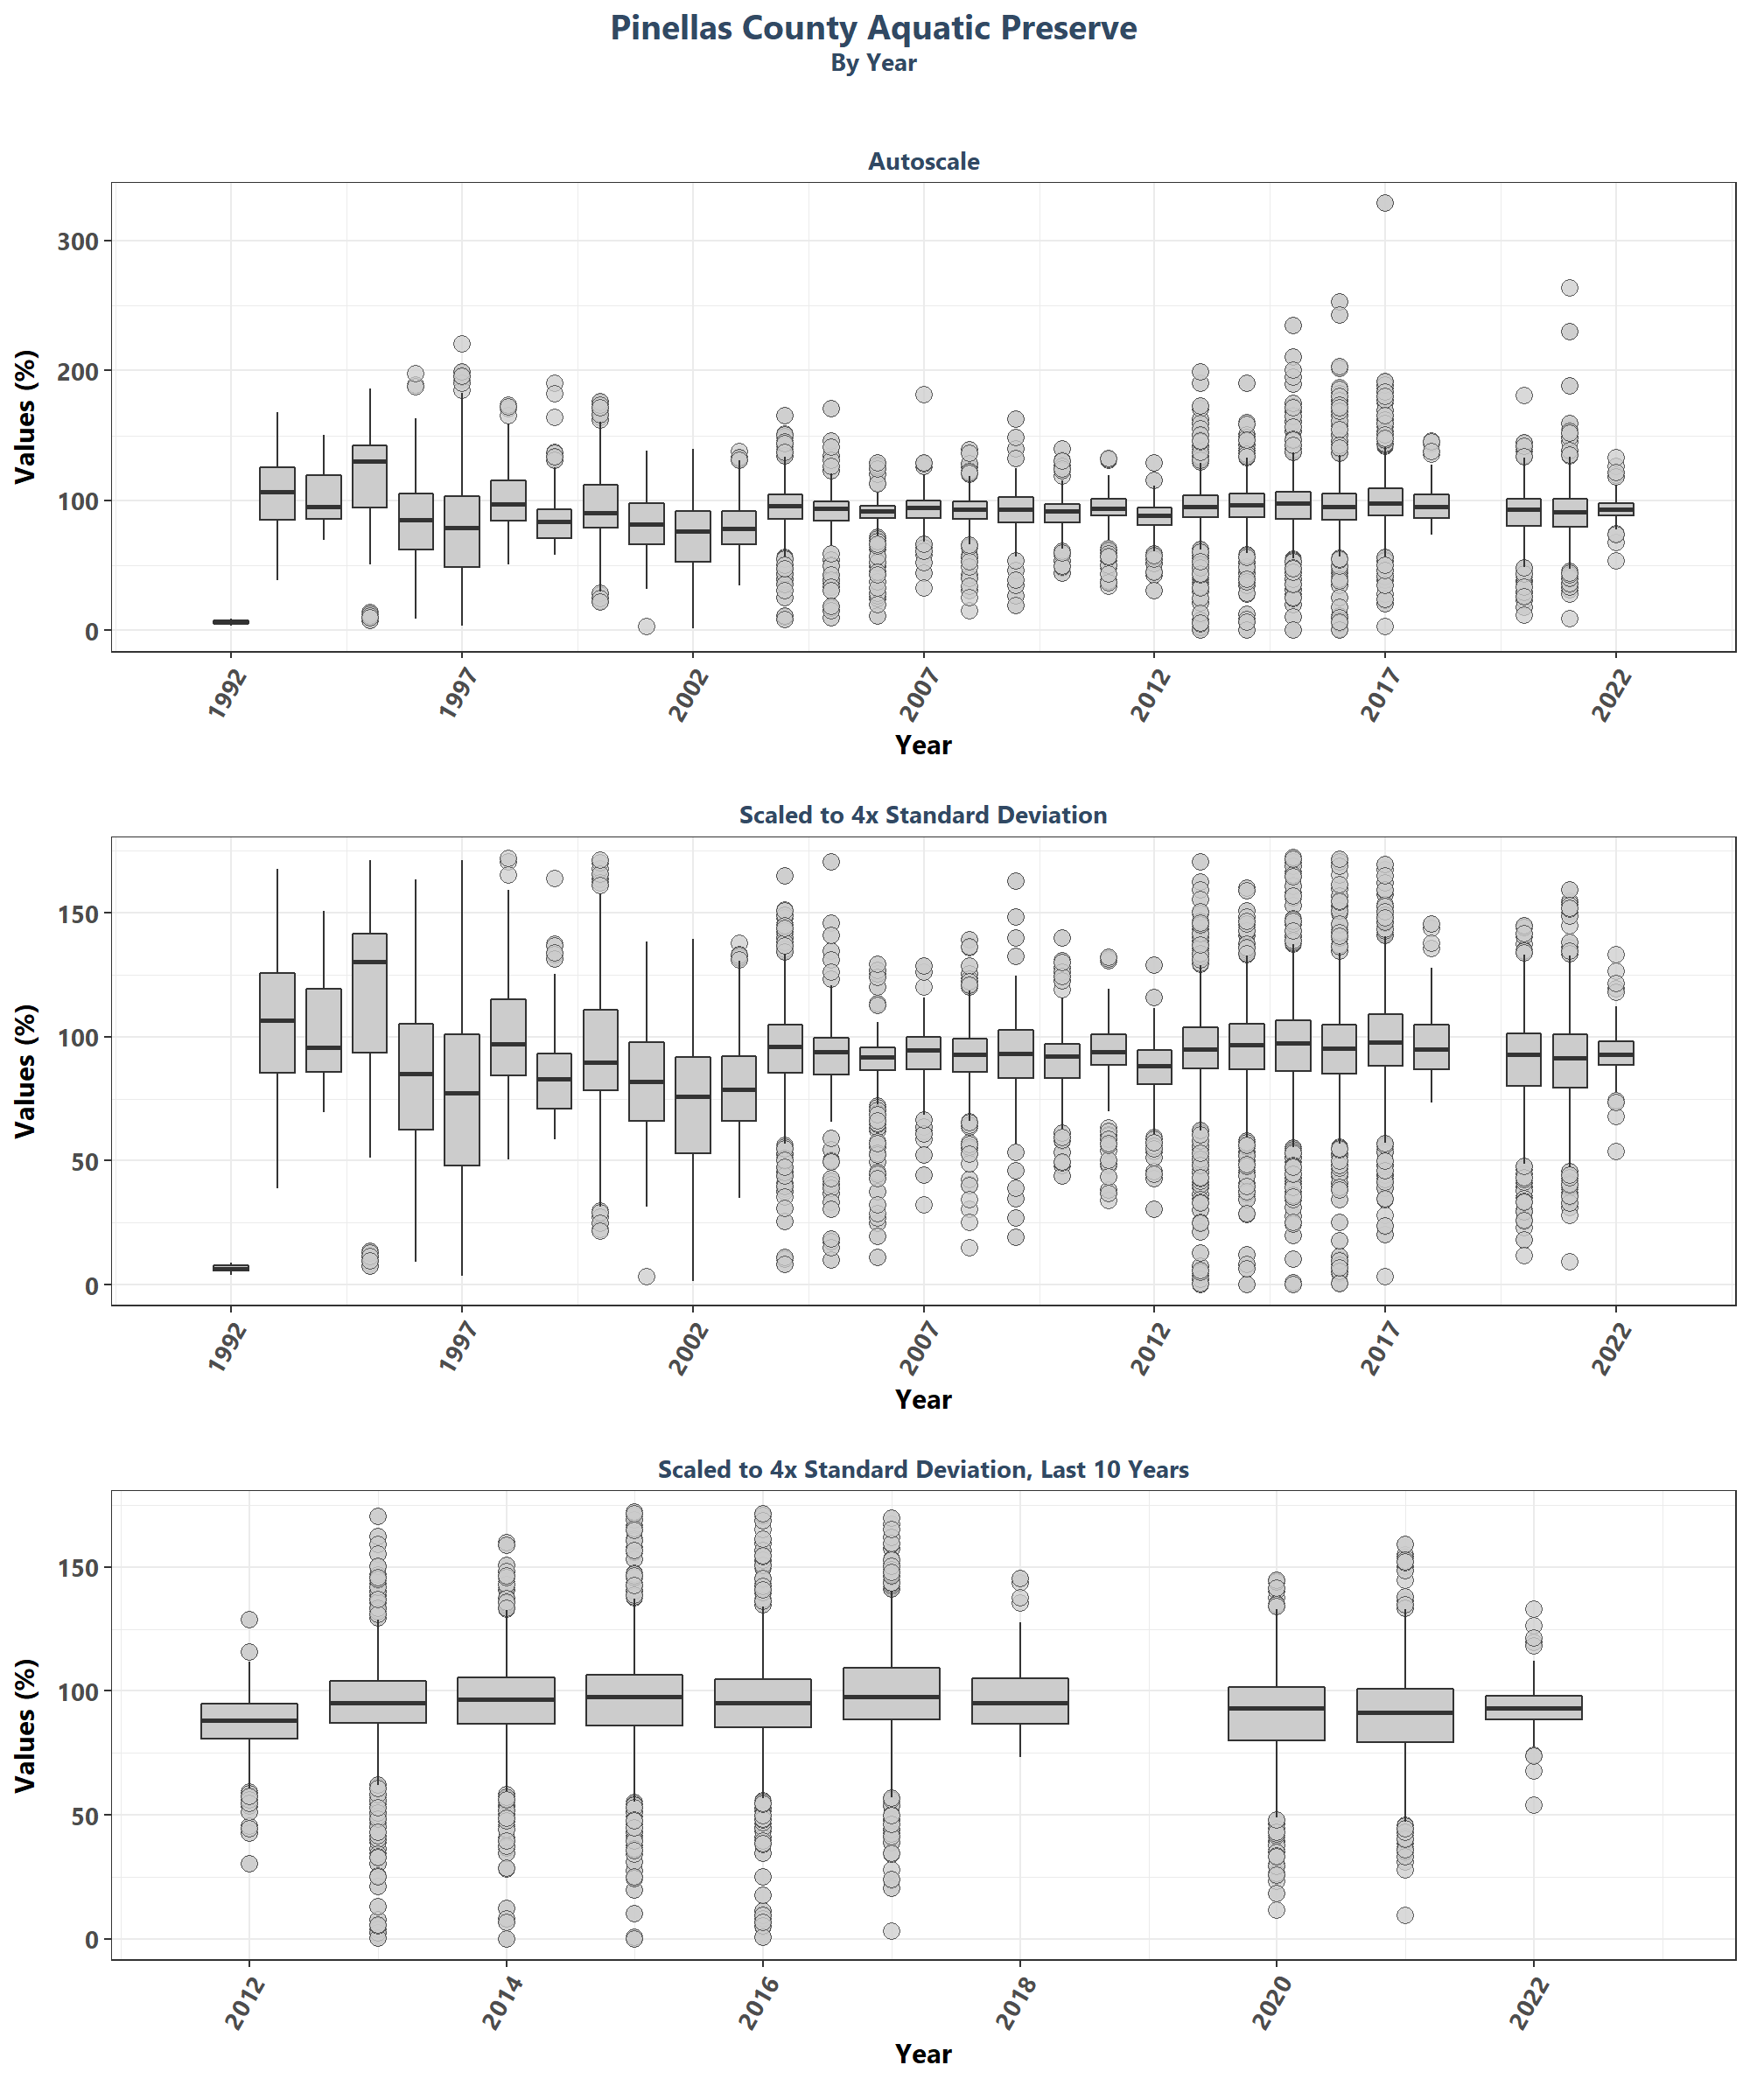 Pinellas County Aquatic Preserve
By Year
Autoscale
Values (%)
300
200
100
0
1992 1997 2002 2007 2012 2017 2022
Year
Scaled to 4x Standard Deviation
Values (%)
150
100
50
0
1992 1997 2002 2007 2012 2017 2022
Year
Scaled to 4x Standard Deviation, Last 10 Years
Values (%)
150
100
50
0
2012 2014 2016 2018 2020 2022
Year